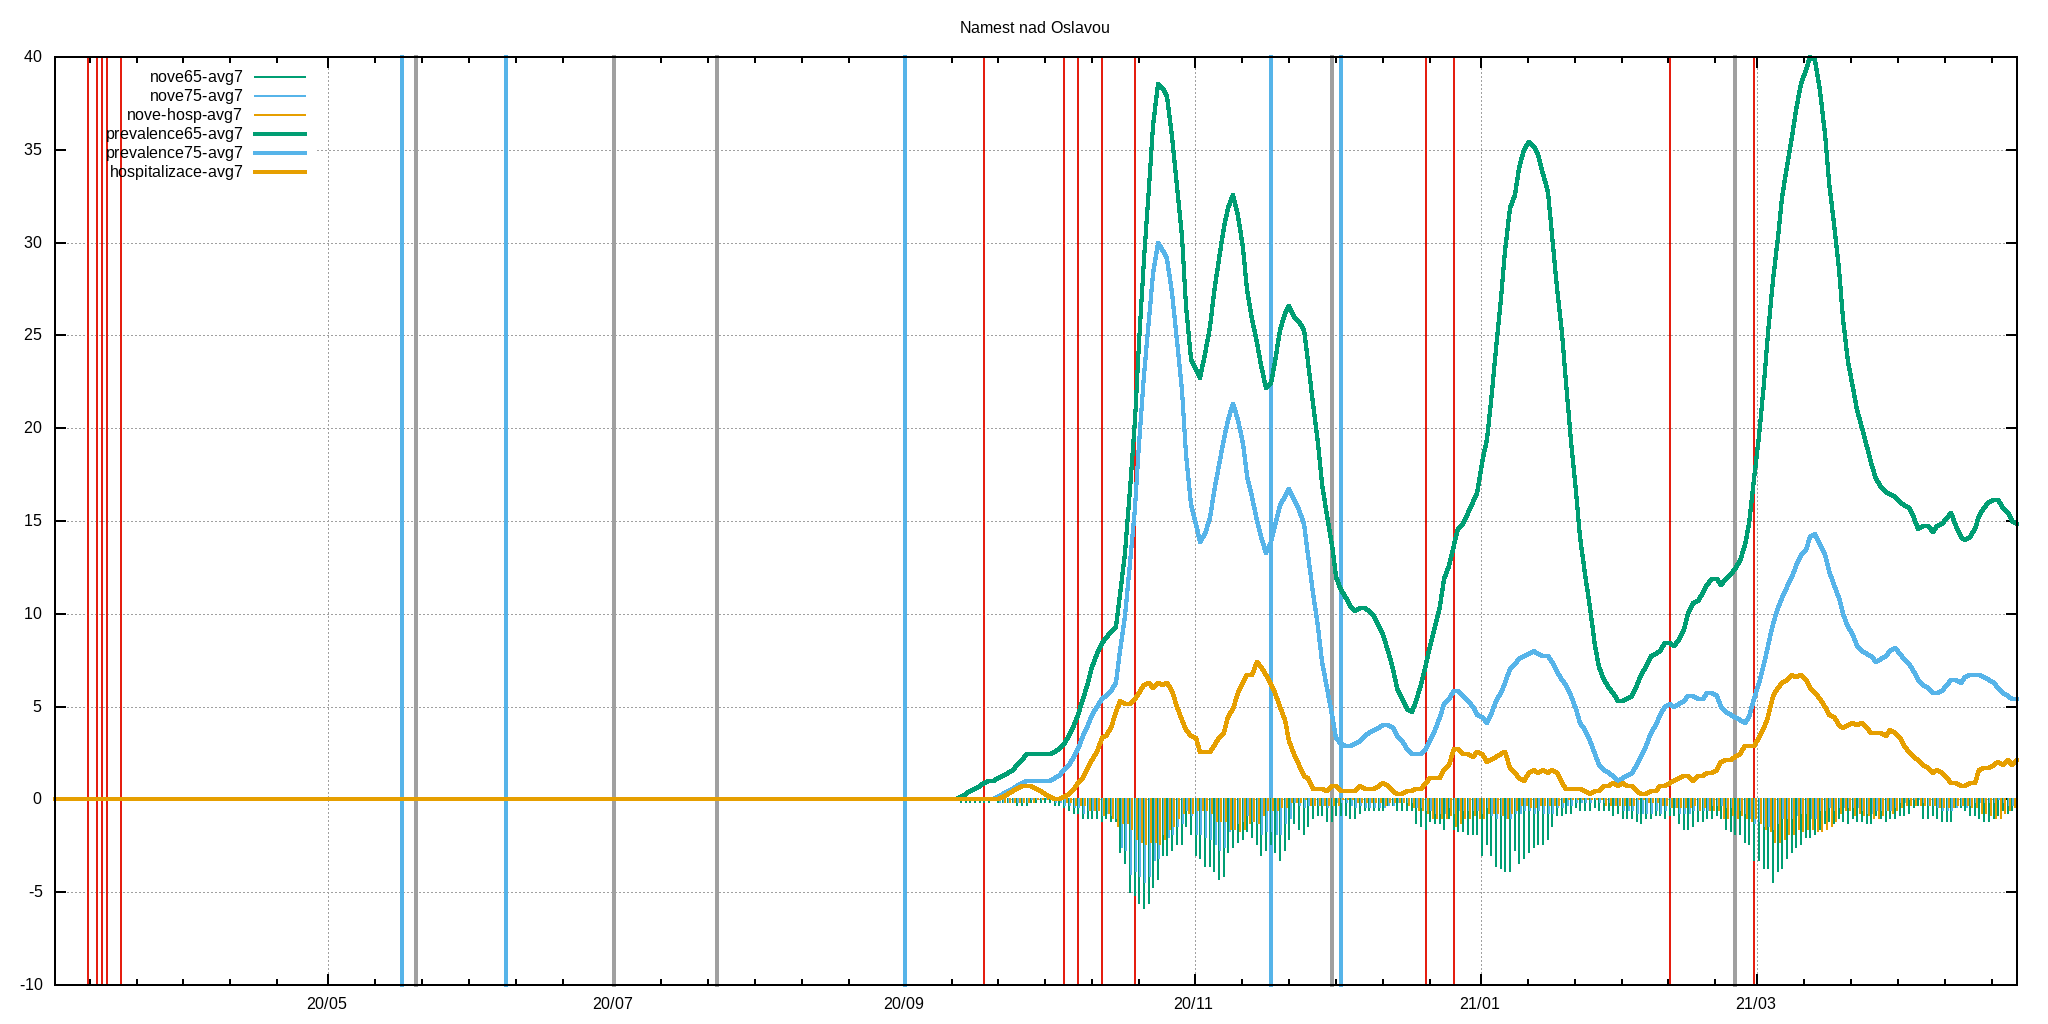 Namest nad Oslavou
40
35
30
25
20
15
10
5
0
-5
-10
nove65-avg7
nove75-avg7
nove-hosp-avg7
prevalence65-avg7
prevalence75-avg7
hospitalizace-avg7
20/05
20/07
20/09
20/11
21/01
21/03